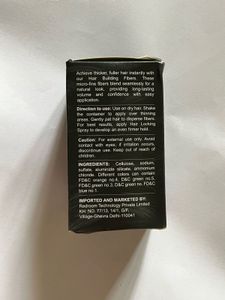 Achieve thicker, fuller hair instantly with
our Hair Building Fibers. These
micro-fine fibers blend seamlessly for a
natural look, providing long-lasting
volume and confidence with easy
application.
Direction to use: Use on dry hair. Shake
the container to apply over thinning
areas. Gently pat hair to disperse fibers.
For best results, apply Hair Locking
Spray to develop an even firmer hold.
Caution: For external use only. Avoid
contact with eyes, if irritation occurs,
discontinue use. Keep out of reach of
children.
INGREDIENTS: Cellulose, sodium,
sulfate, aluminate silicate, ammonium
chloride. Different colors can contain
FD&C orange no.4, D&C green no.5,
FD&C green no.3, D&C green no. FD&C
blue no.1
IMPORTED AND MARKETED BY:
Redroom Technology Private Limited
KH. NO. 77/13, 14/1, G/F,
Village-Ghevra Delhi-110041